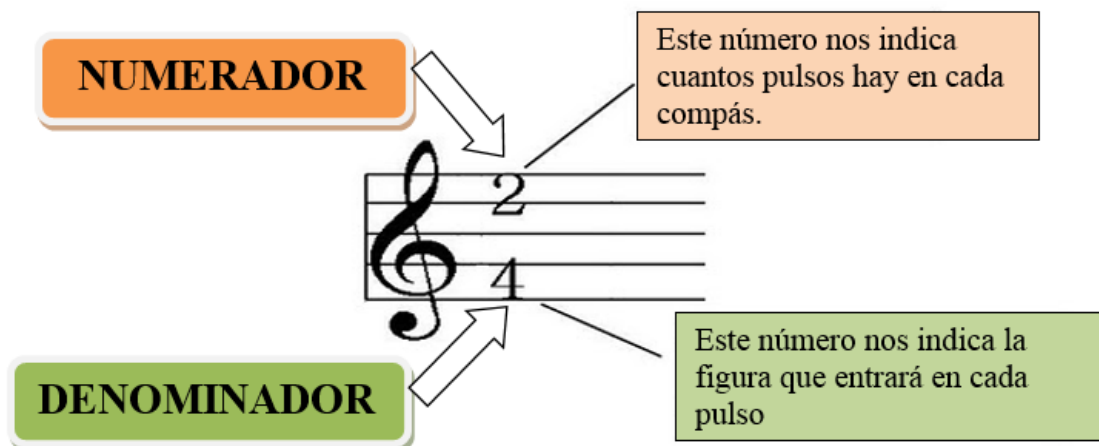 NUMERADOR
Este número nos indica
cuantos pulsos hay en cada
compás.
2
4
DENOMINADOR
Este número nos indica la
figura que entrará en cada
pulso